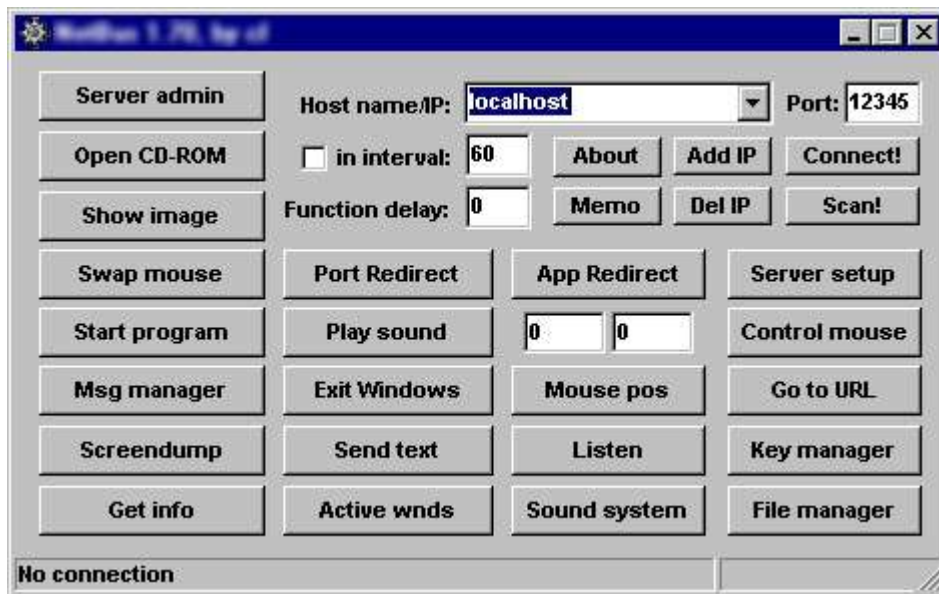 Server admin
Host name/IP: localhost Port: 12345
Open CD-ROM
in interval: 60 About Add IP Connect!
Show image
Function delay: 0 Memo Del IP Scan!
Swap mouse Port Redirect App Redirect Server setup
Start program Play sound 0 0 Control mouse
Msg manager Exit Windows Mouse pos Go to URL
Screendump Send text Listen Key manager
Get info Active wnds Sound system File manager
No connection